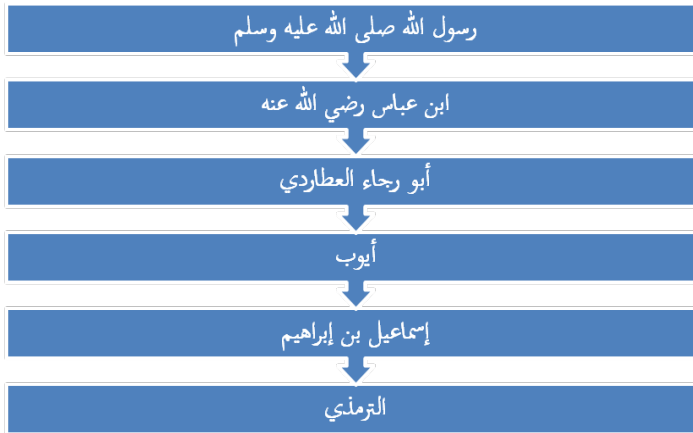 رسول الله صلى الله عليه وسلم
ابن عباس رضي الله عنه
أبو رجاء العطاردي
أيوب
إسماعيل بن إبراهيم
الترمذي